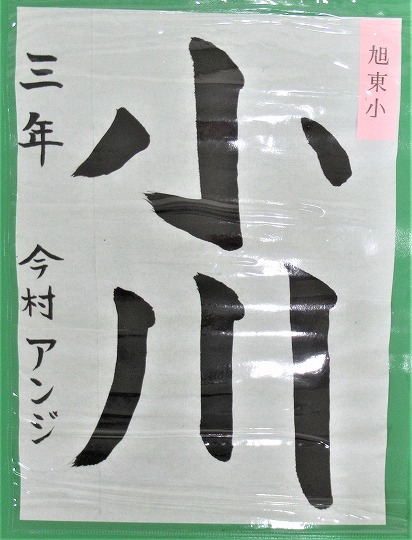 旭東小
小川
三年 今村アンジ